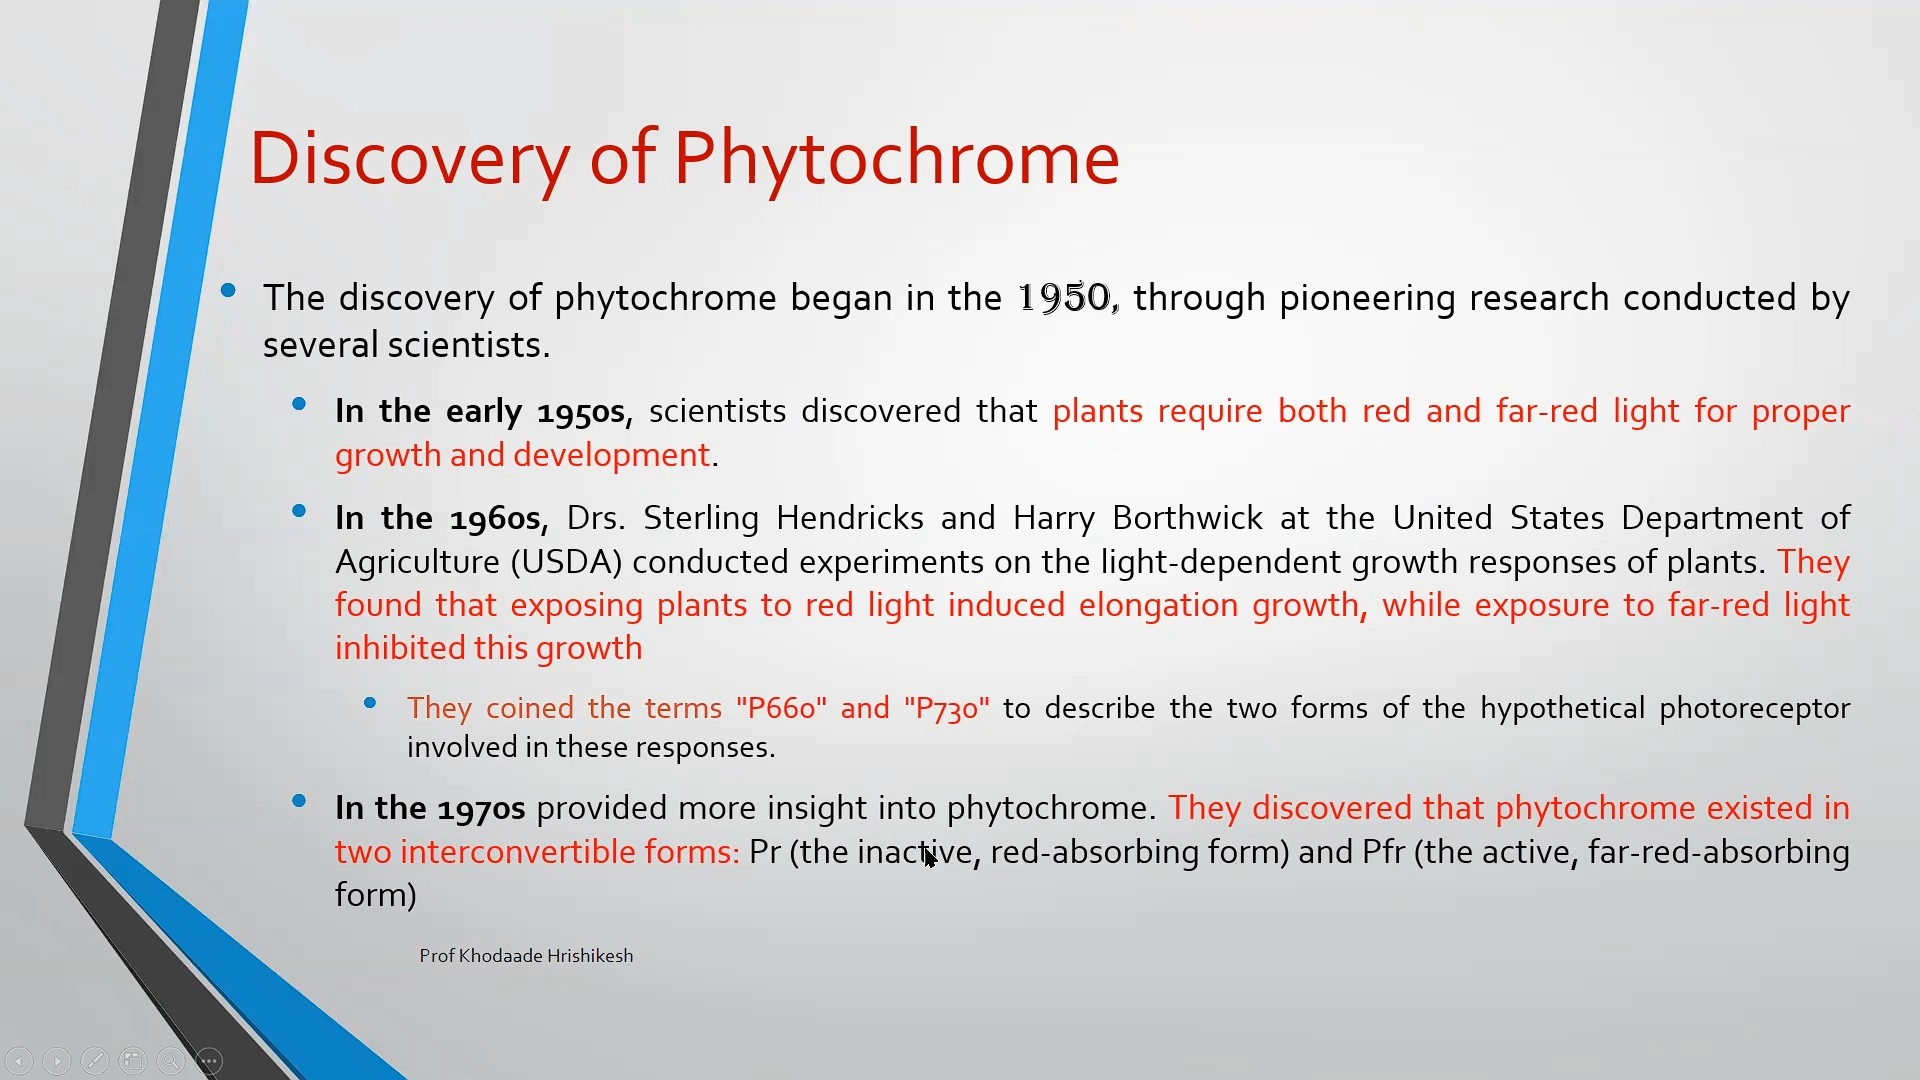 Discovery of Phytochrome
The discovery of phytochrome began in the 1950, through pioneering research conducted by
several scientists.
In the early 1950s, scientists discovered that plants require both red and far-red light for proper
growth and development.
In the 1960s, Drs. Sterling Hendricks and Harry Borthwick at the United States Department of
Agriculture (USDA) conducted experiments on the light-dependent growth responses of plants. They
found that exposing plants to red light induced elongation growth, while exposure to far-red light
inhibited this growth
They coined the terms "P660" and "P730" to describe the two forms of the hypothetical photoreceptor
involved in these responses.
In the 1970s provided more insight into phytochrome. They discovered that phytochrome existed in
two interconvertible forms: Pr (the inactive, red-absorbing form) and Pfr (the active, far-red-absorbing
form)
Prof Khodaade Hrishikesh